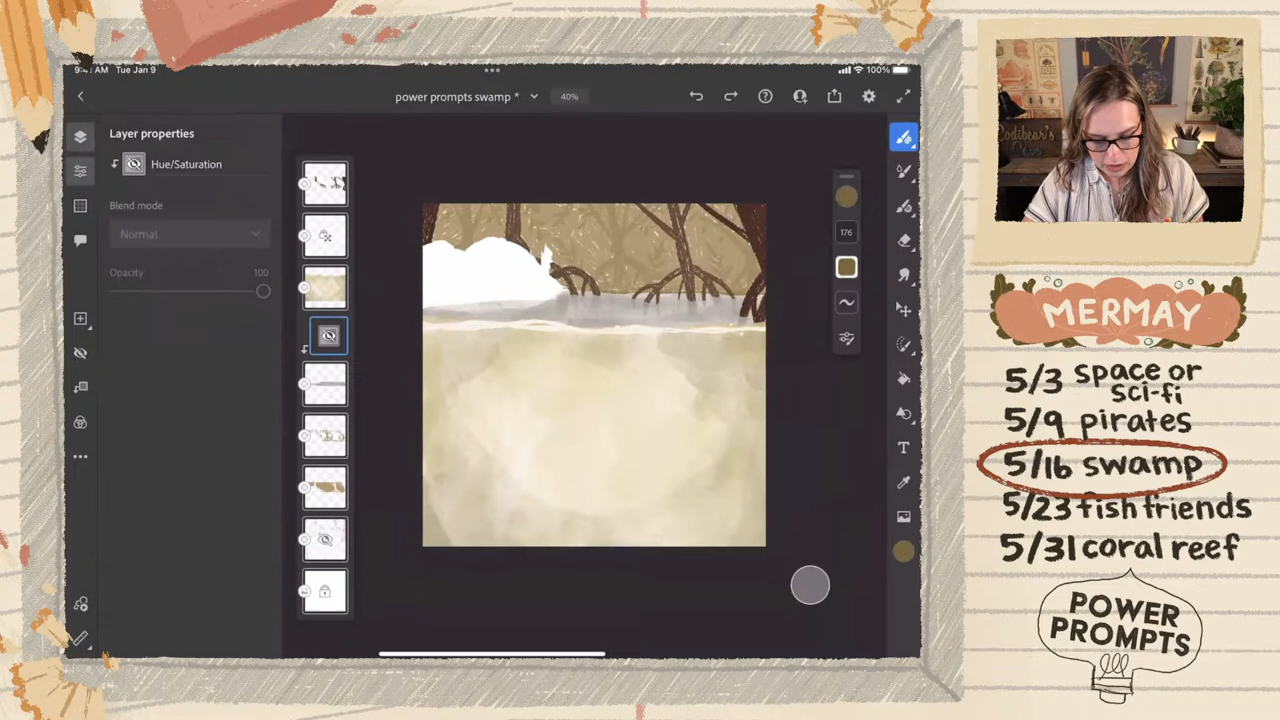 AM Tue Jan 9
100%
power prompts swamp *
40%
Layer properties
Hue/Saturation
Blend mode
Normal
Opacity
100
176
T
MERMAY
5/3 space or
sci-fi
5/9 pirates
5/16 swamp
5/23 fish friends
5/31 coral reef
POWER
PROMPTS